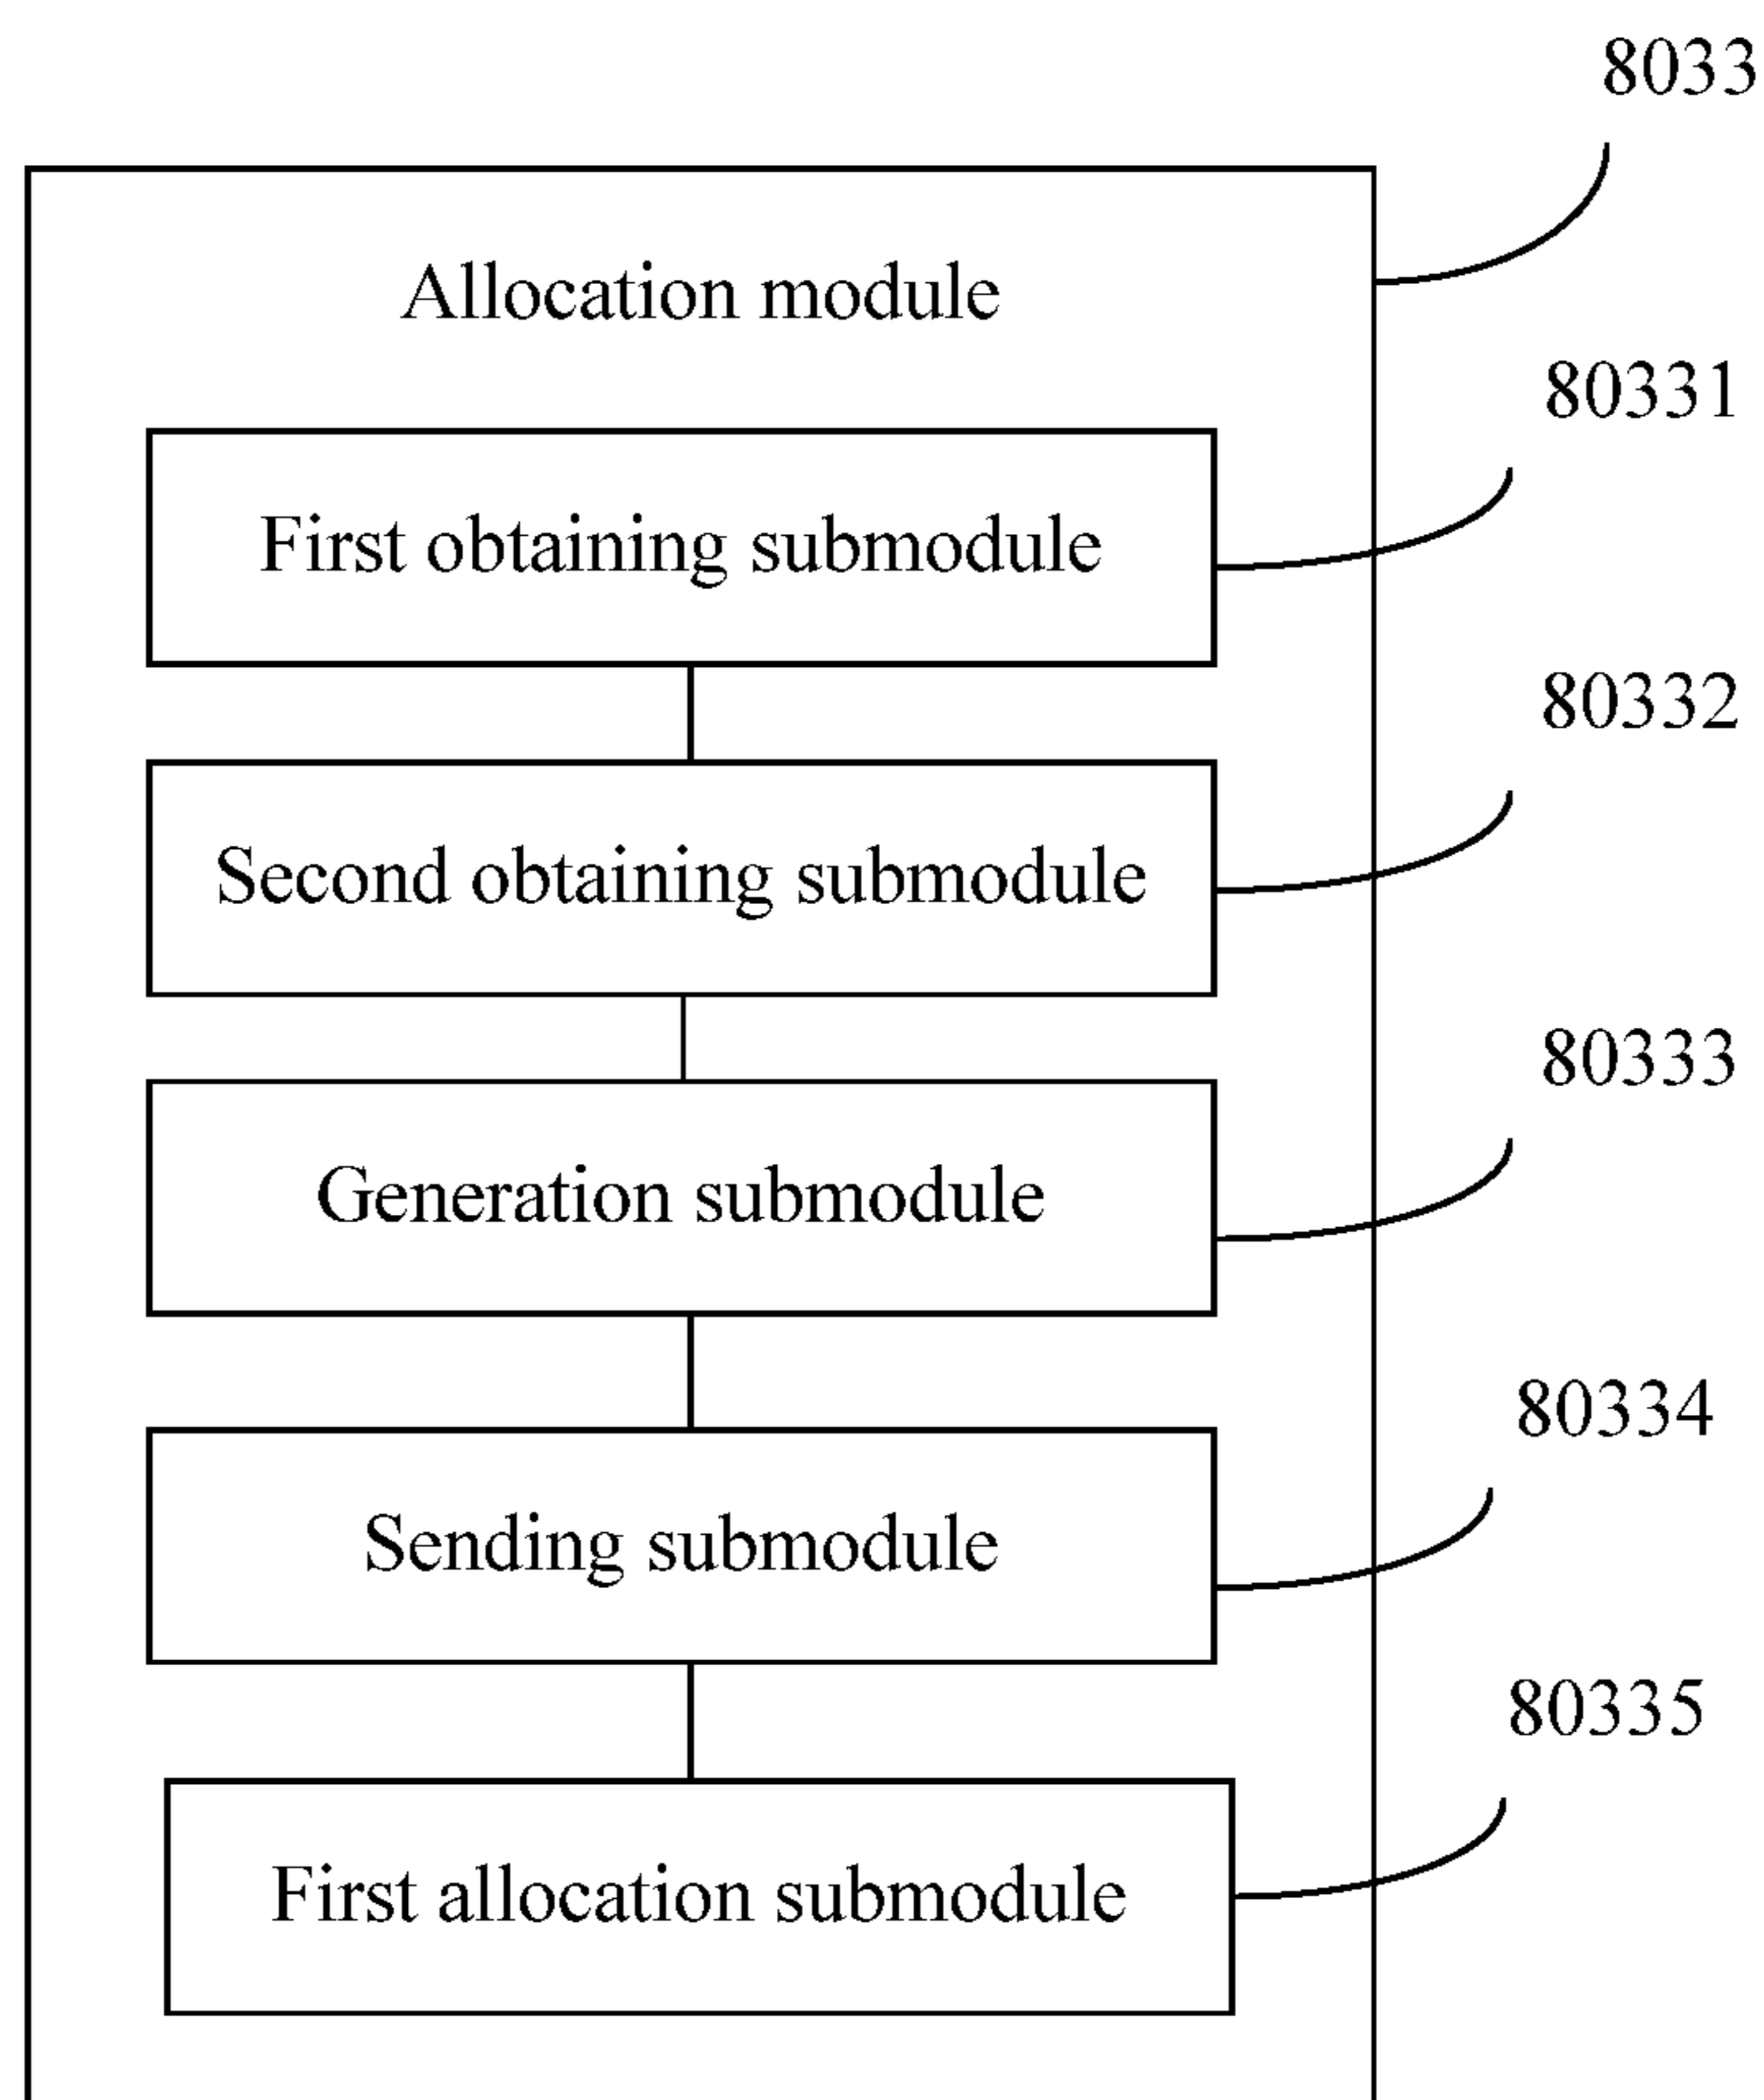 8033
Allocation module
80331
First obtaining submodule
80332
Second obtaining submodule
80333
Generation submodule
80334
Sending submodule
80335
First allocation submodule